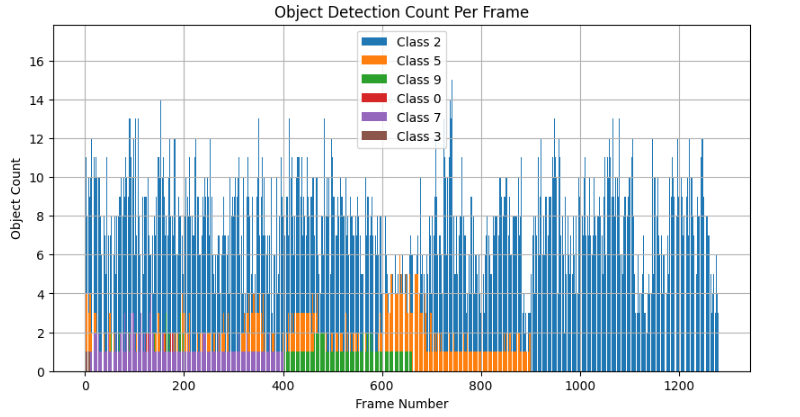 Object Detection Count Per Frame
Class 2
Class 5
Class 9
Class 0
Class 7
Class 3
Object Count
16
14
12
10
8
6
4
2
0
0 200 400 600 800 1000 1200
Frame Number